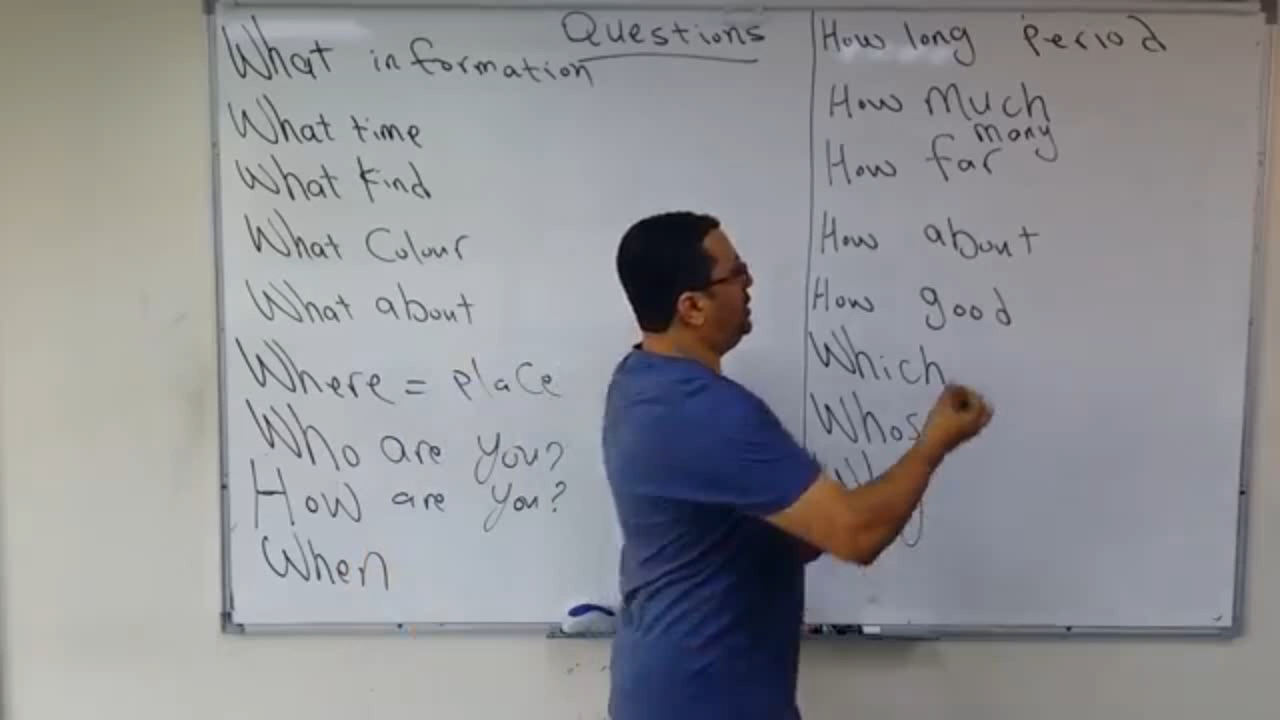 Questions
What information
What time
What kind
What Colour
What about
Where = place
Who are you?
How are you?
When
How long period
How much
many
How far
How about
How good
Which